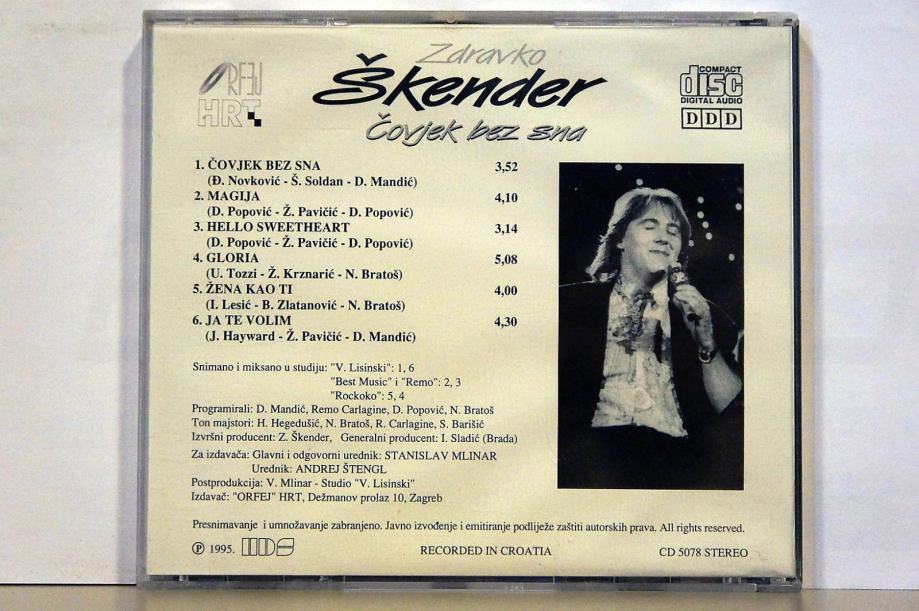 Zdravko
Škender
Čovjek bez sna
ORFEJ
HRT
COMPACT
disc
DIGITAL AUDIO
DDD
1. ČOVJEK BEZ SNA 3,52
(Đ. Novković - Š. Soldan - D. Mandić)
2. MAGIJA 4,10
(D. Popović - Ž. Pavičić - D. Popović)
3. HELLO SWEETHEART 3,14
(D. Popović - Ž. Pavičić - D. Popović)
4. GLORIA 5,08
(U. Tozzi - Ž. Krznarić - N. Bratoš)
5. ŽENA KAO TI 4,00
(I. Lesić - B. Zlatanović - N. Bratoš)
6. JA TE VOLIM 4,30
(J. Hayward - Ž. Pavičić - D. Mandić)
Snimano i miksano u studiju: "V. Lisinski": 1, 6
"Best Music" i "Remo": 2, 3
"Rockoko": 5, 4
Programirali: D. Mandić, Remo Carlagine, D. Popović, N. Bratoš
Ton majstori: H. Hegedušić, N. Bratoš, R. Carlagine, S. Barišić
Izvršni producent: Z. Škender, Generalni producent: I. Sladić (Brada)
Za izdavača: Glavni i odgovorni urednik: STANISLAV MLINAR
Urednik: ANDREJ ŠTENGL
Postprodukcija: V. Mlinar - Studio "V. Lisinski"
Izdavač: "ORFEJ" HRT, Dežmanov prolaz 10, Zagreb
Presnimavanje i umnožavanje zabranjeno. Javno izvođenje i emitiranje podliježe zaštiti autorskih prava. All rights reserved.
Ⓟ 1995.
RECORDED IN CROATIA
CD 5078 STEREO